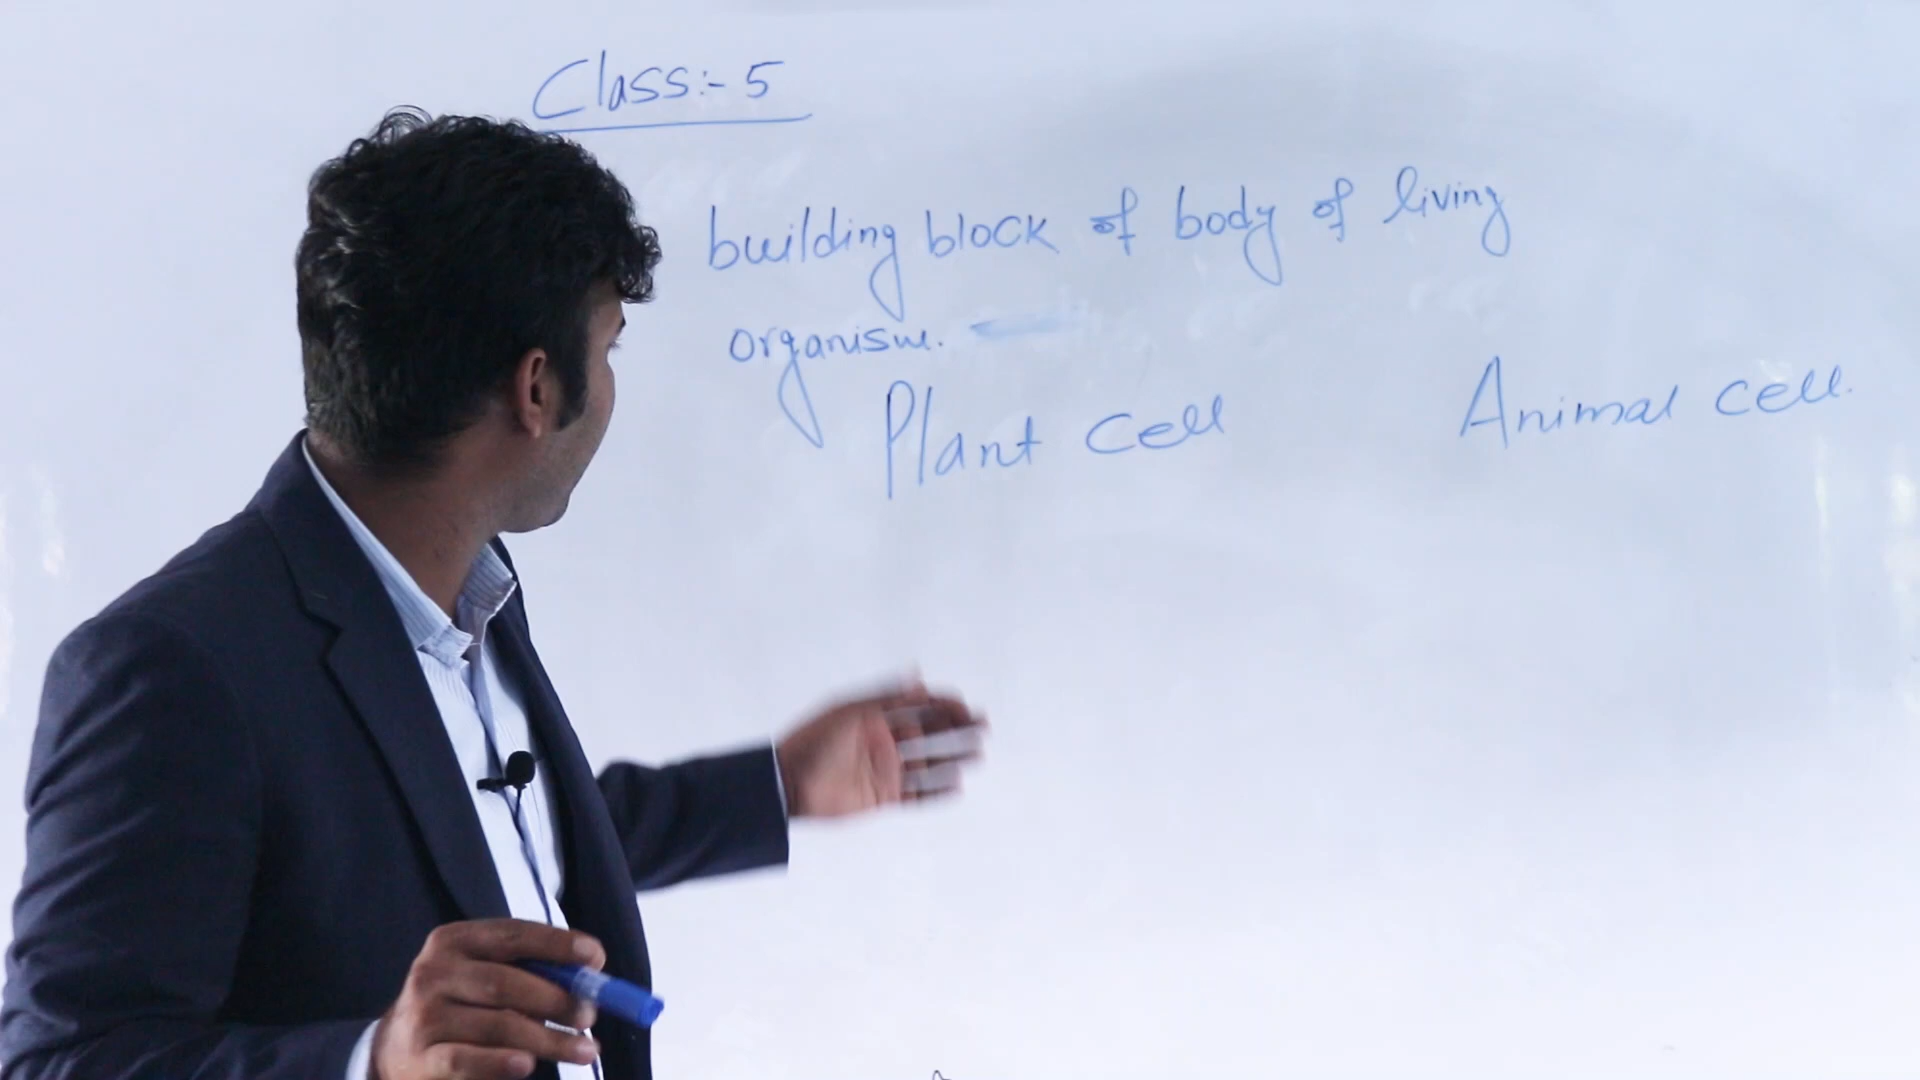 Class:- 5
building block of body of living
organism.
Plant cell Animal cell.